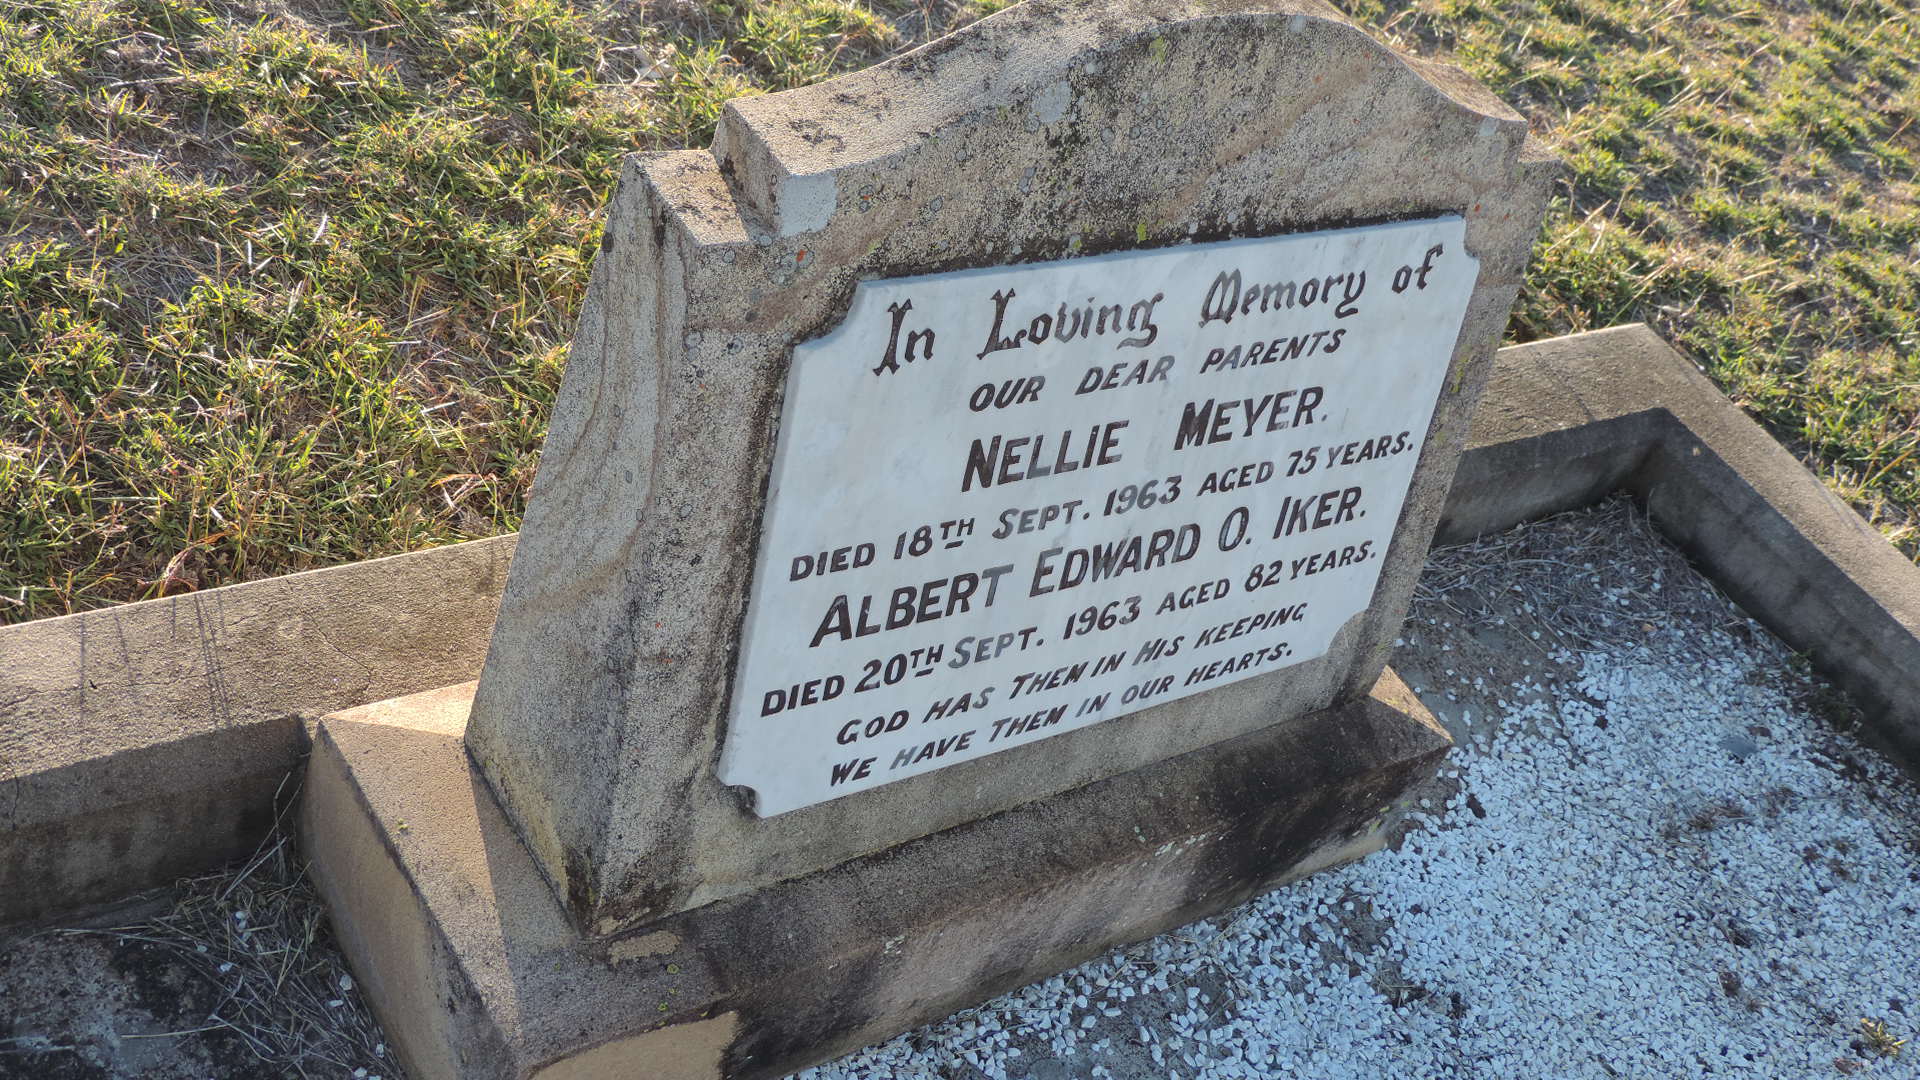 In Loving Memory of
OUR DEAR PARENTS
NELLIE MEYER.
DIED 18TH SEPT. 1963 AGED 75 YEARS.
ALBERT EDWARD O. IKER.
DIED 20TH SEPT. 1963 AGED 82 YEARS.
GOD HAS THEM IN HIS KEEPING
WE HAVE THEM IN OUR HEARTS.